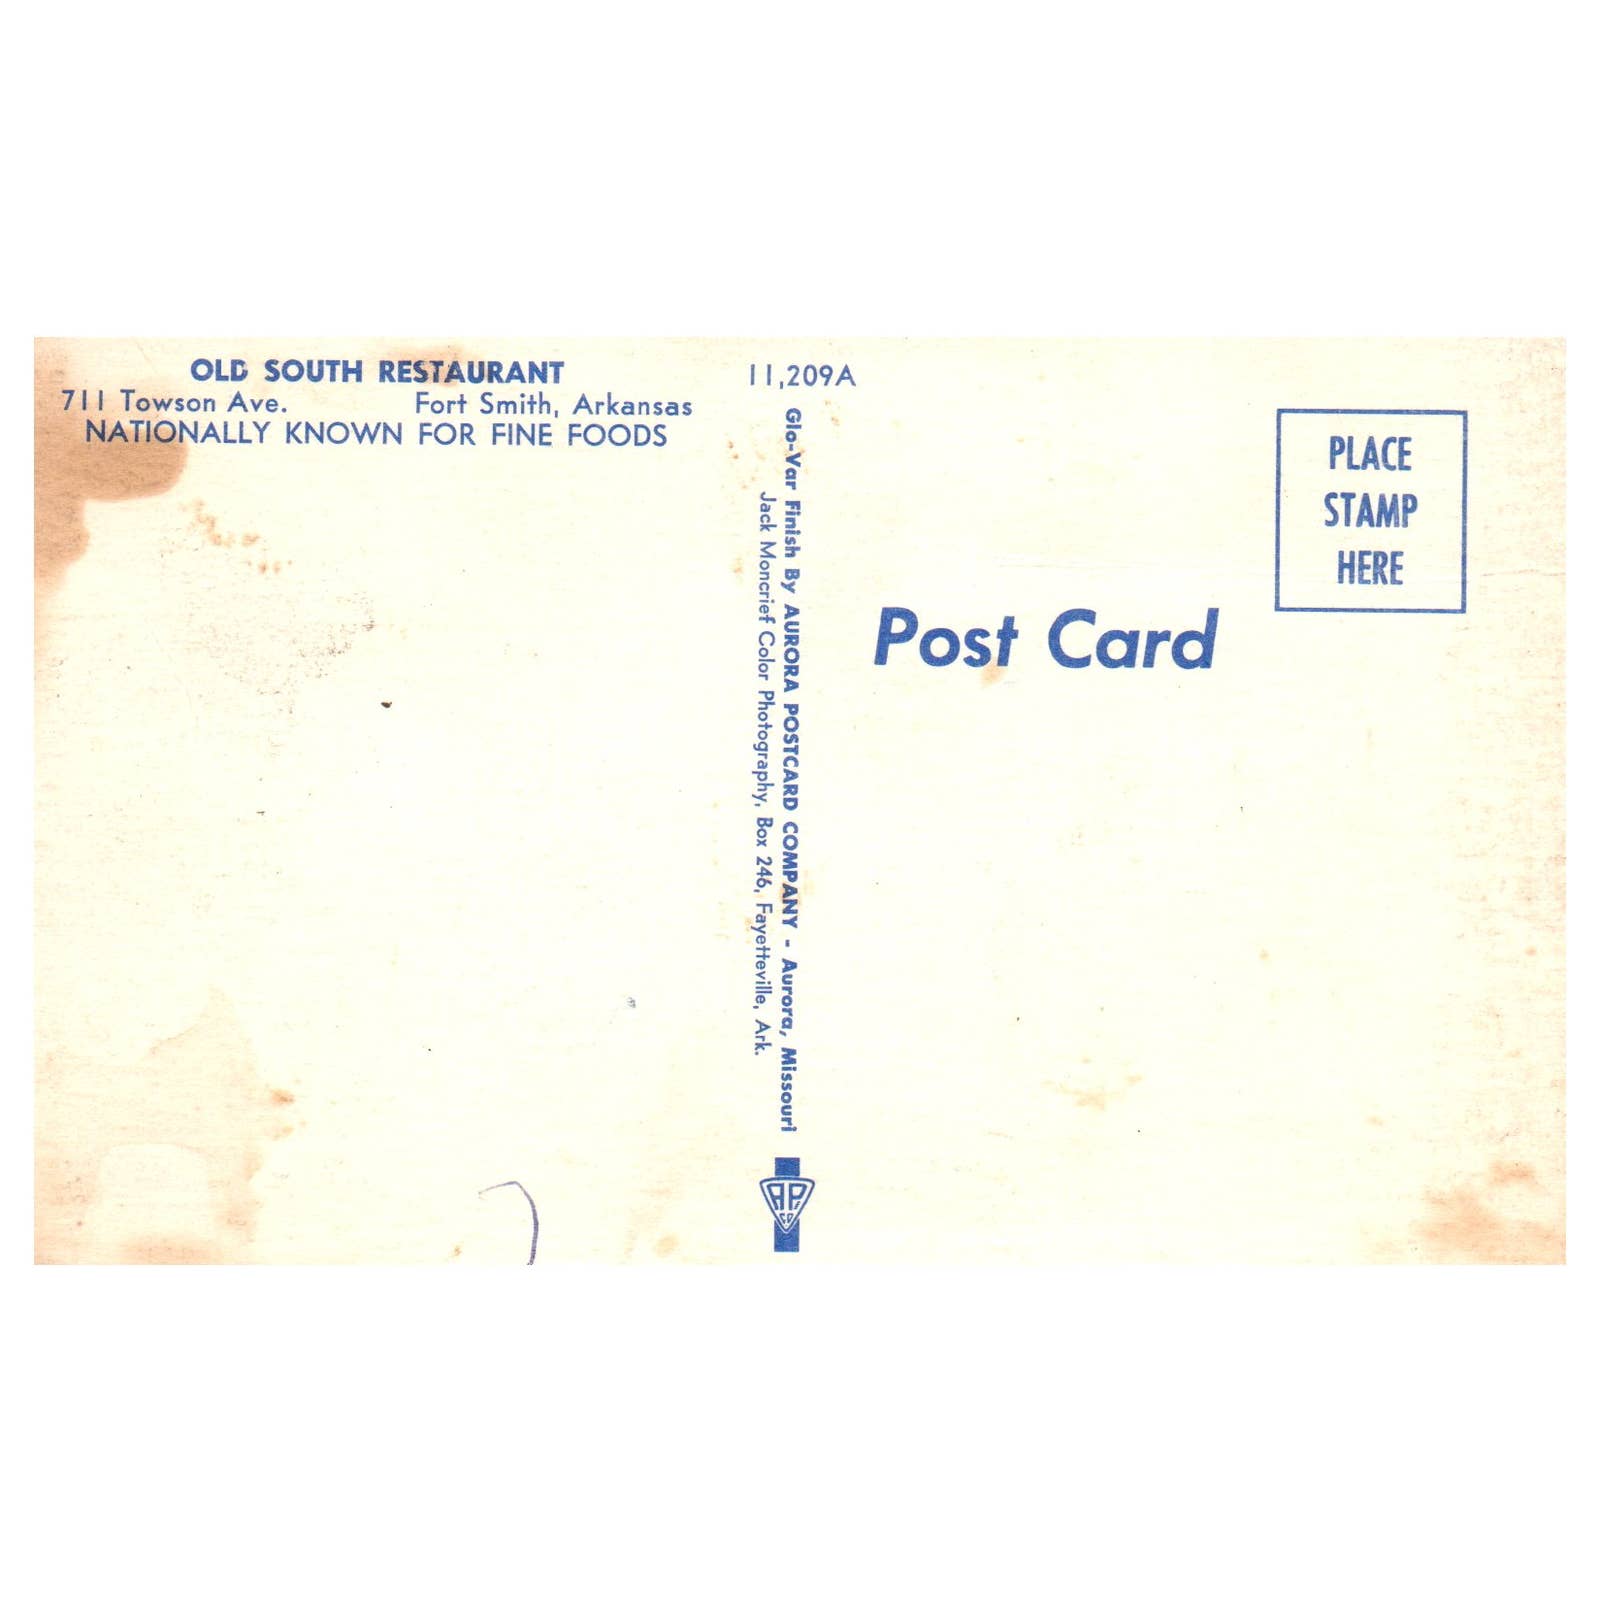 OLD SOUTH RESTAURANT
711 Towson Ave. Fort Smith, Arkansas
NATIONALLY KNOWN FOR FINE FOODS
11,209A
Glo-Var Finish By AURORA POSTCARD COMPANY - Aurora, Missouri
Jack Moncrief Color Photography, Box 246, Fayetteville, Ark.
APCO
Post Card
PLACE
STAMP
HERE